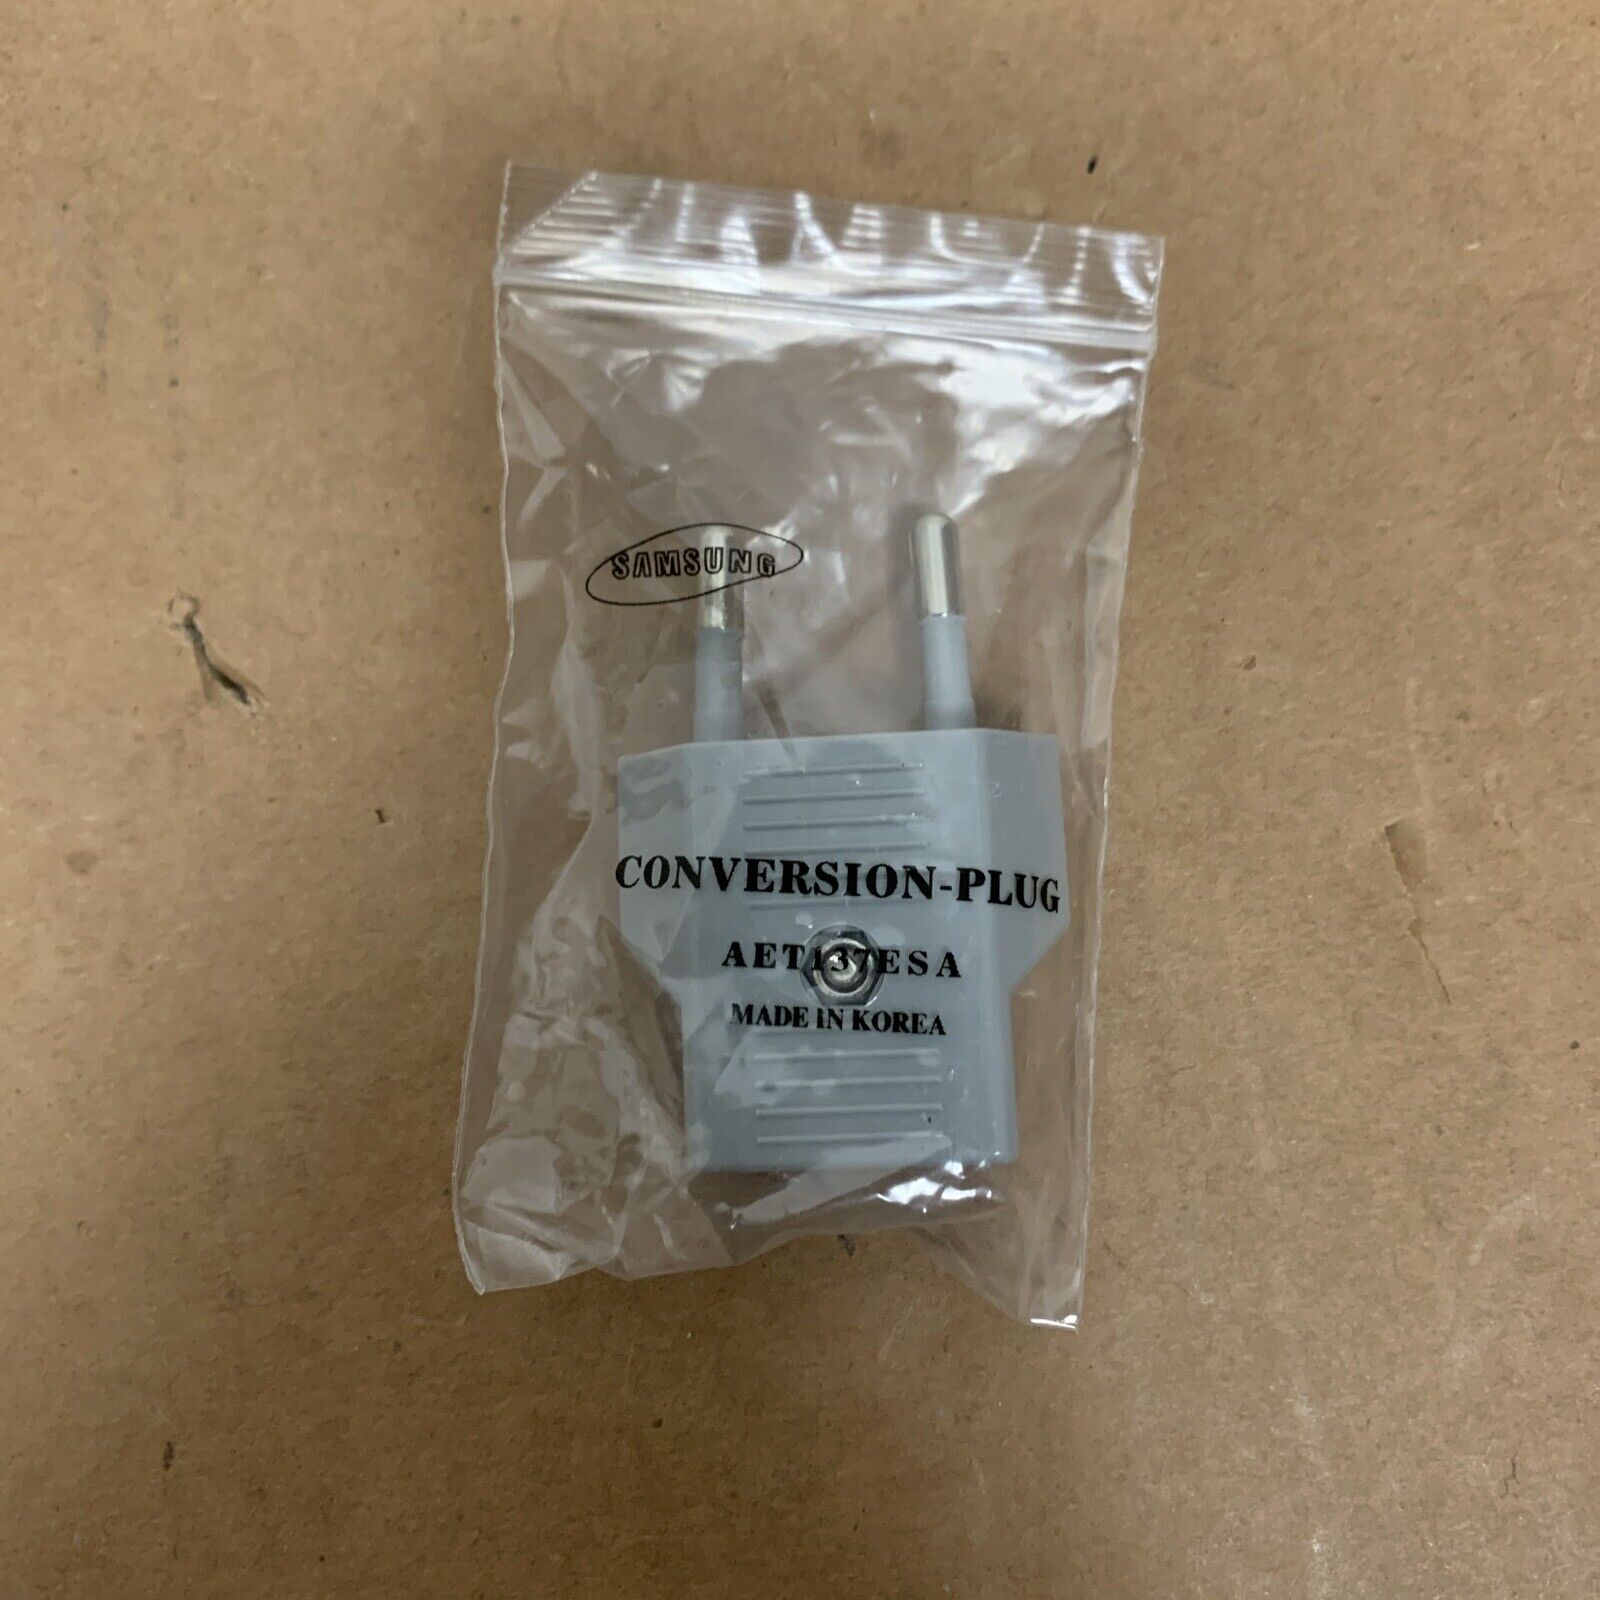 SAMSUNG
CONVERSION-PLUG
AET137ESA
MADE IN KOREA